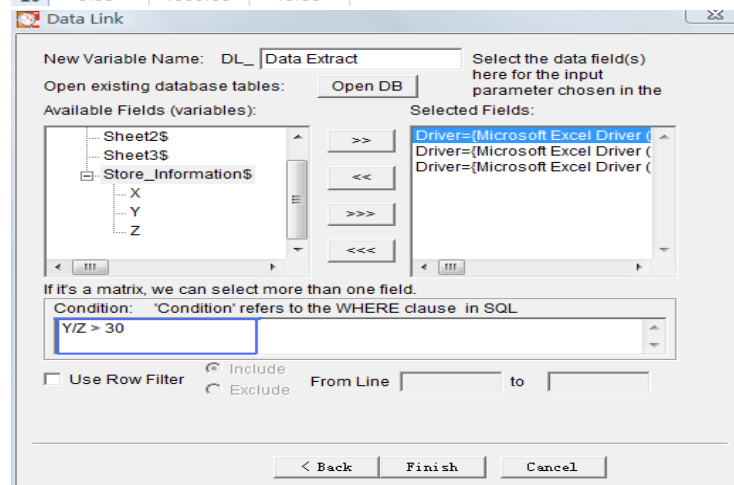 Data Link
New Variable Name: DL_ Data Extract
Select the data field(s)
here for the input
parameter chosen in the
Open existing database tables: Open DB
Available Fields (variables):
Selected Fields:
Sheet2$
Sheet3$
Store_Information$
X
Y
Z
>>
<<
>>>
<<<
Driver={Microsoft Excel Driver (
Driver={Microsoft Excel Driver (
Driver={Microsoft Excel Driver (
If it's a matrix, we can select more than one field.
Condition: 'Condition' refers to the WHERE clause in SQL
Y/Z > 30
Use Row Filter
Include
Exclude
From Line to
< Back Finish Cancel